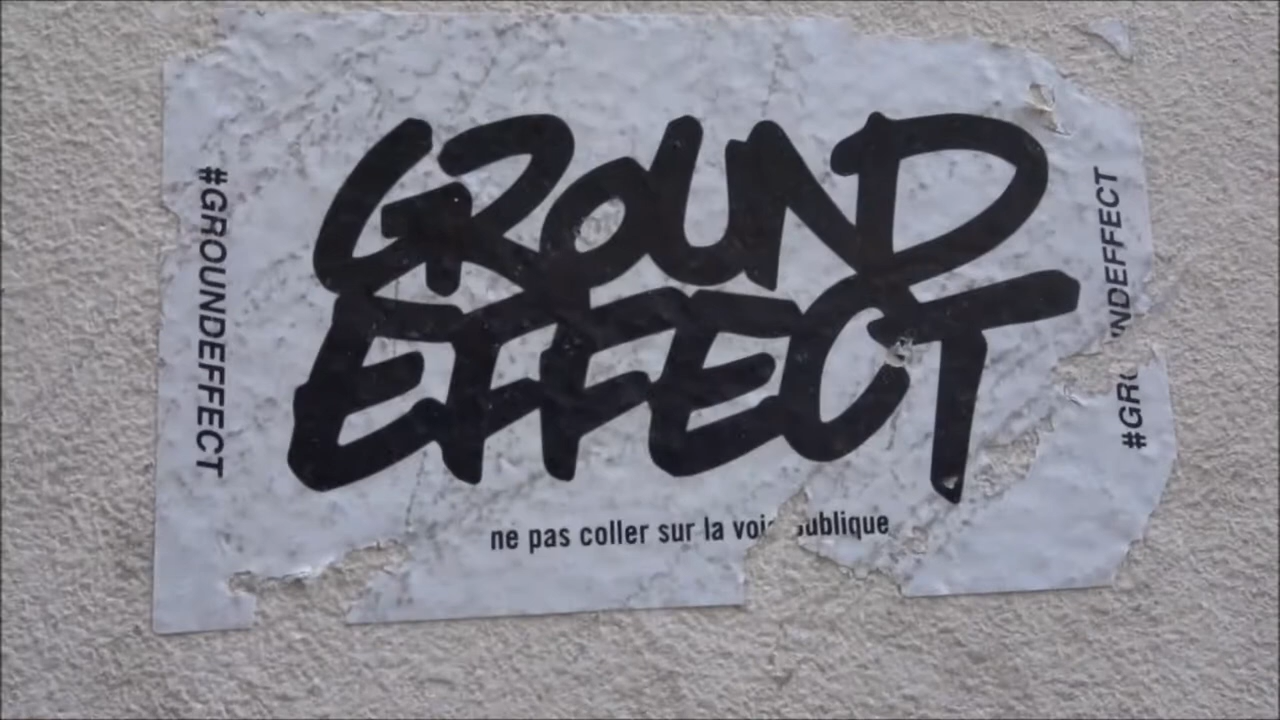 #GROUNDEFFECT
GROUND
EFFECT
ne pas coller sur la voie publique
#GROUNDEFFECT